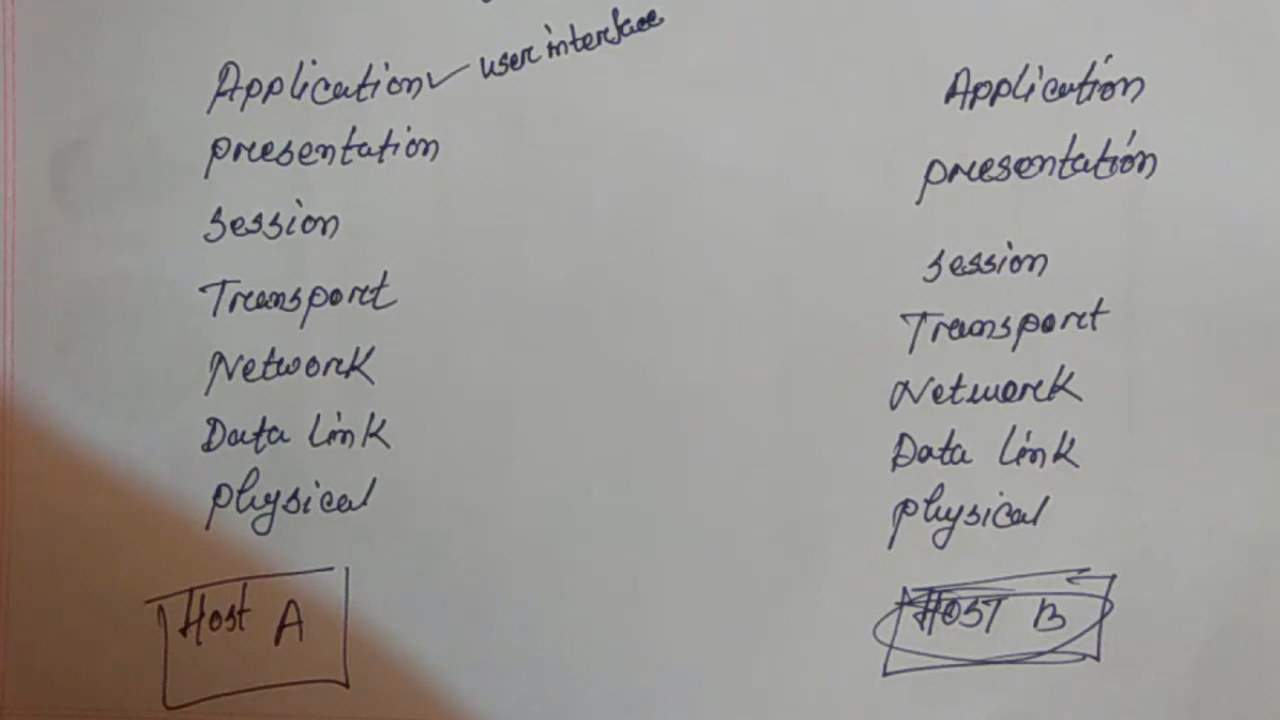 Application user interface
presentation
session
Transport
Network
Data link
physical
Host A
Application
presentation
session
Transport
Network
Data link
physical
HOST B